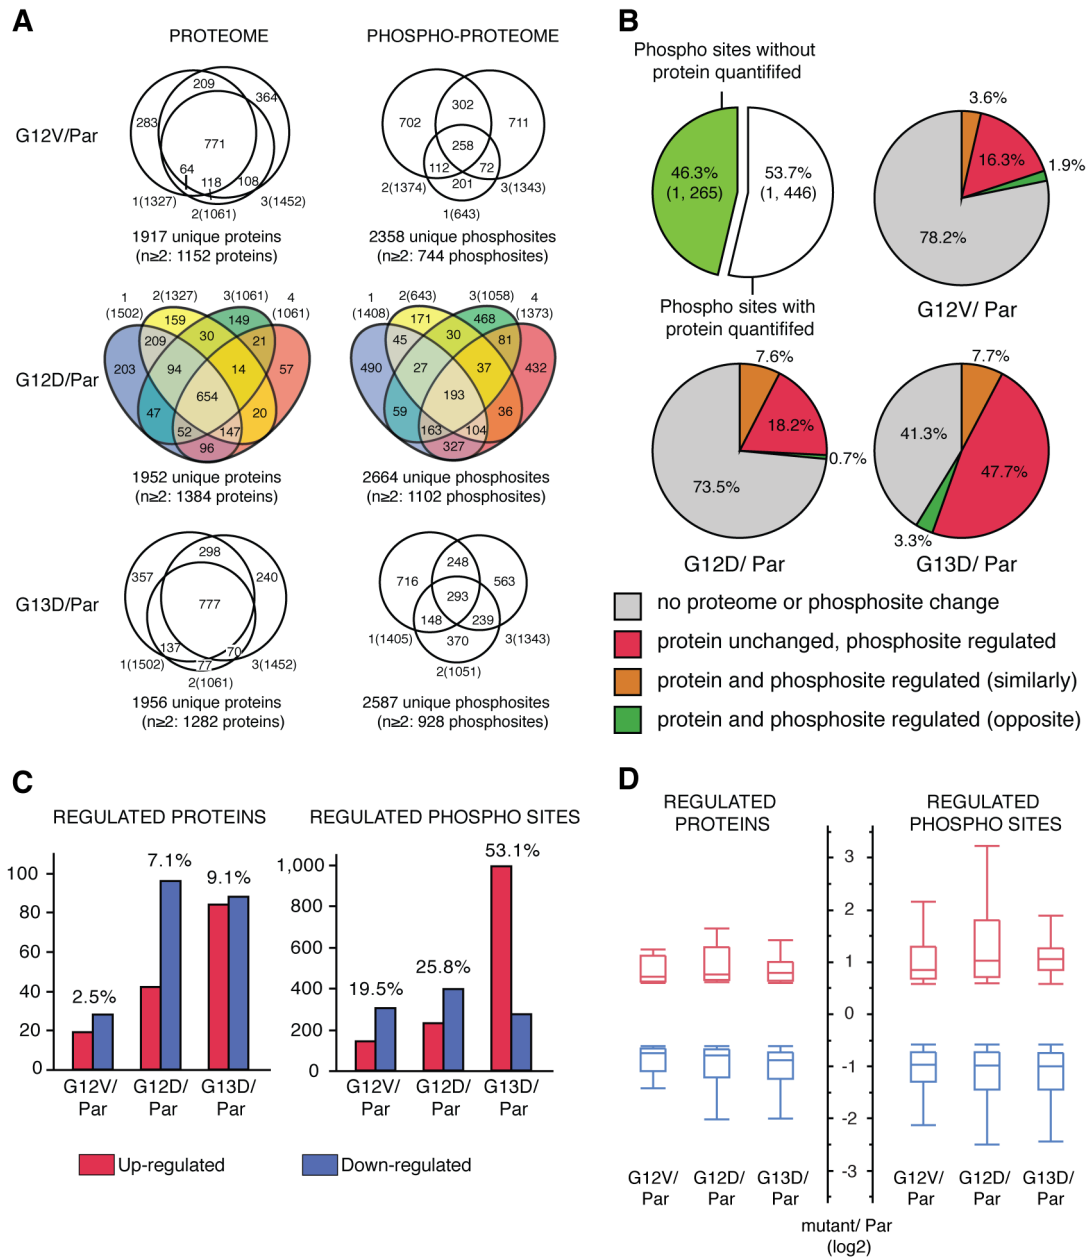 A
PROTEOME
PHOSPHO-PROTEOME
G12V/Par
209
364
283
771
64
118
108
1(1327)
2(1061)
3(1452)
1917 unique proteins
(n≥2: 1152 proteins)
302
702
711
258
112
72
201
2(1374)
3(1343)
1(643)
2358 unique phosphosites
(n≥2: 744 phosphosites)
G12D/Par
1
(1502)
2(1327)
3(1061)
4
(1061)
159
149
209
30
21
203
94
14
57
654
47
20
52
147
96
1952 unique proteins
(n≥2: 1384 proteins)
1
(1408)
2(643)
3(1058)
4
(1373)
171
468
45
30
81
490
27
37
432
193
59
36
163
104
327
2664 unique phosphosites
(n≥2: 1102 phosphosites)
G13D/Par
298
357
240
777
137
70
77
1(1502)
3(1452)
2(1061)
1956 unique proteins
(n≥2: 1282 proteins)
248
716
563
293
148
239
370
1(1405)
3(1343)
2(1051)
2587 unique phosphosites
(n≥2: 928 phosphosites)
B
Phospho sites without
protein quantififed
46.3%
(1, 265)
53.7%
(1, 446)
Phospho sites with
protein quantififed
3.6%
16.3%
1.9%
78.2%
G12V/ Par
7.6%
18.2%
0.7%
73.5%
G12D/ Par
7.7%
41.3%
47.7%
3.3%
G13D/ Par
no proteome or phosphosite change
protein unchanged, phosphosite regulated
protein and phosphosite regulated (similarly)
protein and phosphosite regulated (opposite)
C
REGULATED PROTEINS
100
80
60
40
20
0
2.5%
7.1%
9.1%
G12V/
Par
G12D/
Par
G13D/
Par
REGULATED PHOSPHO SITES
1,000
800
600
400
200
0
19.5%
25.8%
53.1%
G12V/
Par
G12D/
Par
G13D/
Par
Up-regulated
Down-regulated
D
REGULATED
PROTEINS
REGULATED
PHOSPHO SITES
3
2
1
0
-1
-2
-3
G12V/
Par
G12D/
Par
G13D/
Par
G12V/
Par
G12D/
Par
G13D/
Par
mutant/ Par
(log2)